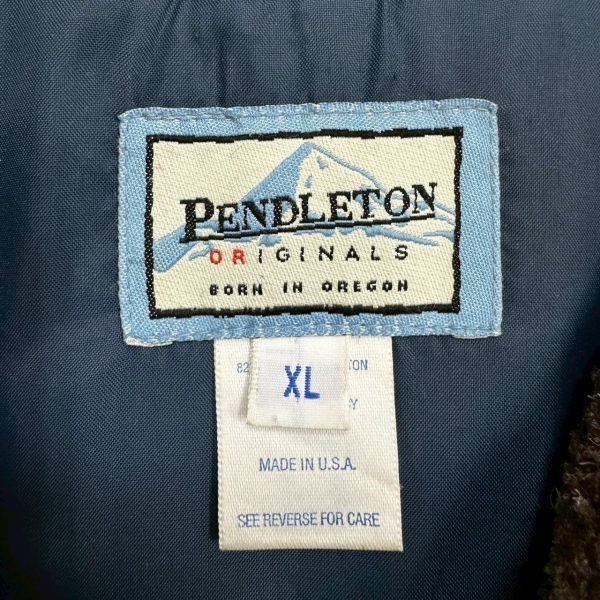 PENDLETON
ORIGINALS
BORN IN OREGON
XL
MADE IN U.S.A.
SEE REVERSE FOR CARE